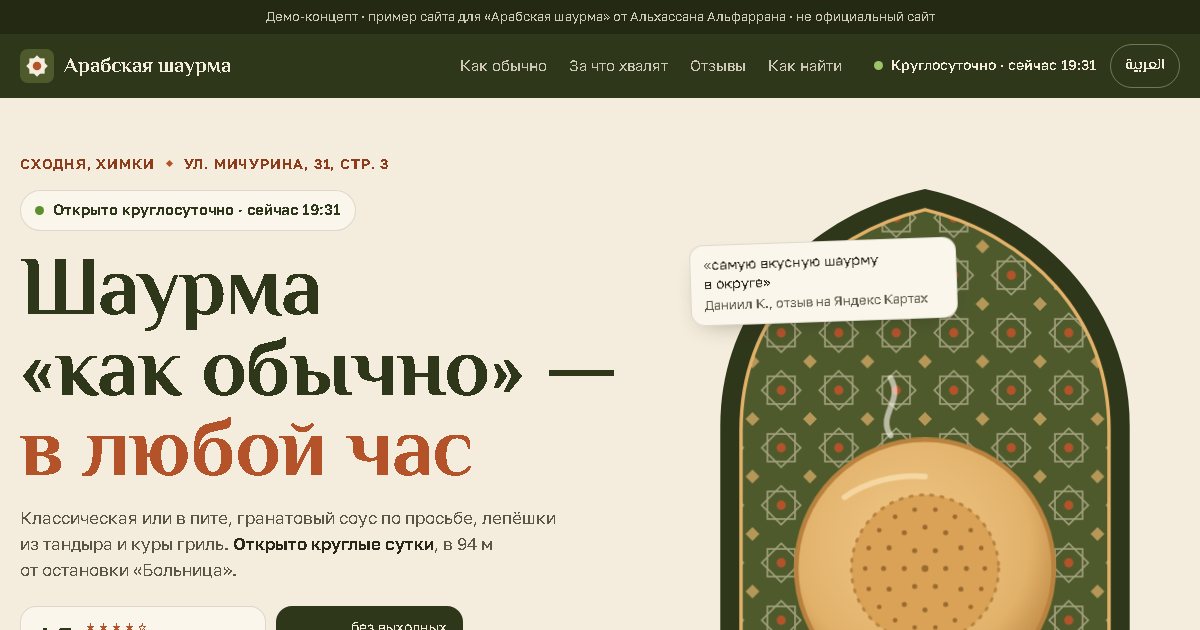 Демо-концепт · пример сайта для «Арабская шаурма» от Альхассана Альфаррана · не официальный сайт
Арабская шаурма
Как обычно
За что хвалят
Отзывы
Как найти
Круглосуточно · сейчас 19:31
العربية
СХОДНЯ, ХИМКИ ◆ УЛ. МИЧУРИНА, 31, СТР. 3
Открыто круглосуточно · сейчас 19:31
Шаурма
«как обычно» —
в любой час
Классическая или в пите, гранатовый соус по просьбе, лепёшки
из тандыра и куры гриль. Открыто круглые сутки, в 94 м
от остановки «Больница».
«самую вкусную шаурму
в округе»
Даниил К., отзыв на Яндекс Картах
без выходных